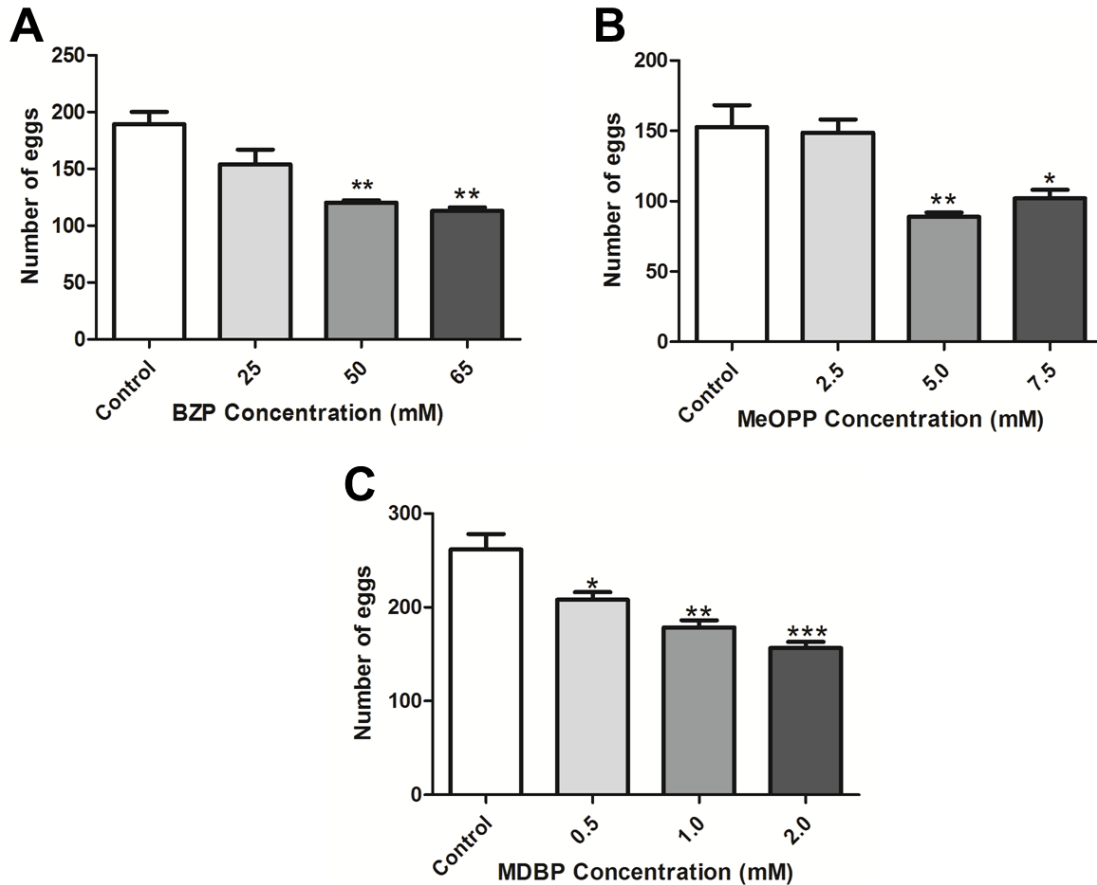 A
Number of eggs
250
200
150
100
50
0
**
**
Control
25
50
65
BZP Concentration (mM)
B
Number of eggs
200
150
100
50
0
**
*
Control
2.5
5.0
7.5
MeOPP Concentration (mM)
C
Number of eggs
300
200
100
0
*
**
***
Control
0.5
1.0
2.0
MDBP Concentration (mM)